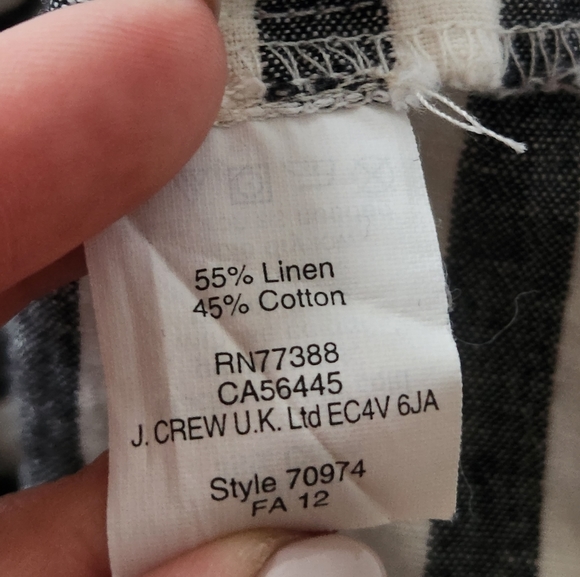 55% Linen
45% Cotton
RN77388
CA56445
J. CREW U.K. Ltd EC4V 6JA
Style 70974
FA 12